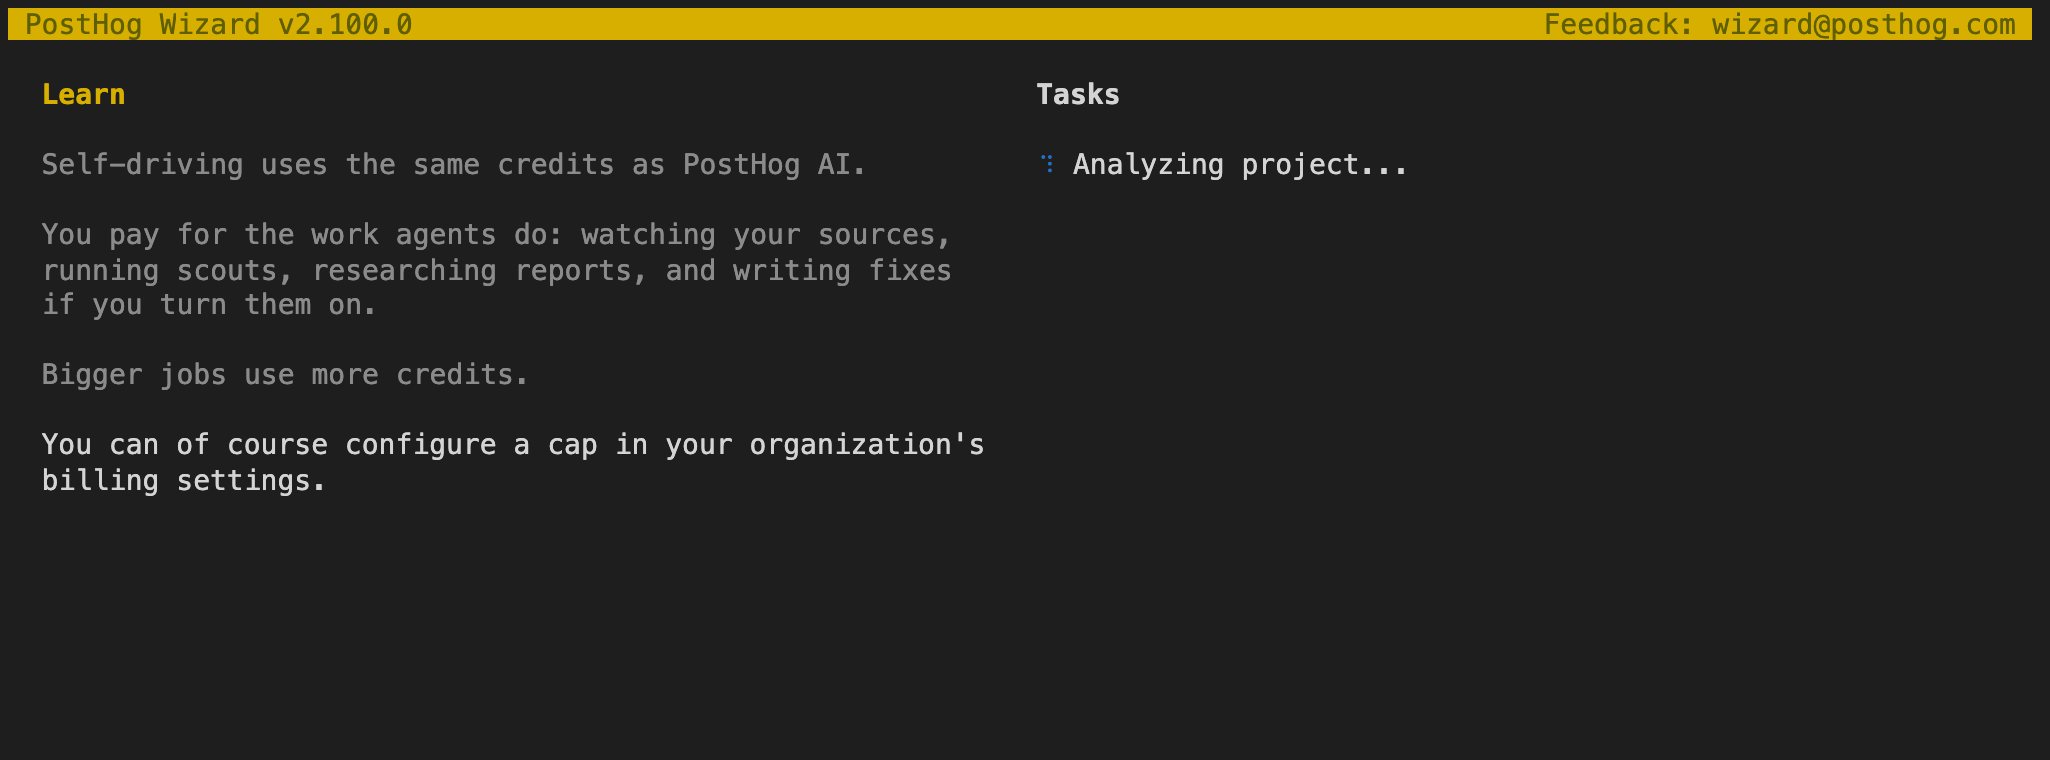 PostHog Wizard v2.100.0 Feedback: wizard@posthog.com
Learn
Self-driving uses the same credits as PostHog AI.
You pay for the work agents do: watching your sources,
running scouts, researching reports, and writing fixes
if you turn them on.
Bigger jobs use more credits.
You can of course configure a cap in your organization's
billing settings.
Tasks
Analyzing project...